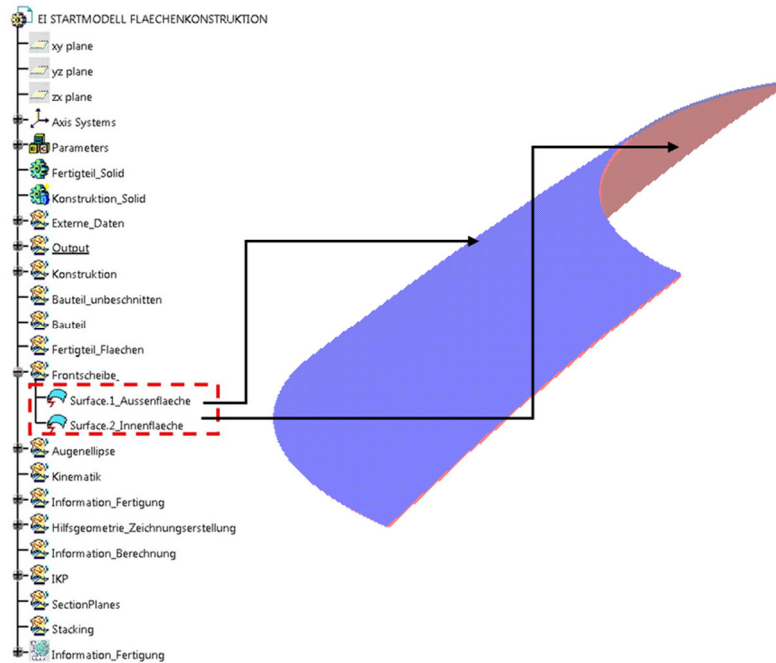 EI STARTMODELL FLAECHENKONSTRUKTION
xy plane
yz plane
zx plane
Axis Systems
Parameters
Fertigteil_Solid
Konstruktion_Solid
Externe_Daten
Output
Konstruktion
Bauteil_unbeschnitten
Bauteil
Fertigteil_Flaechen
Frontscheibe_
Surface.1_Aussenflaeche
Surface.2_Innenflaeche
Augenellipse
Kinematik
Information_Fertigung
Hilfsgeometrie_Zeichnungserstellung
Information_Berechnung
IKP
SectionPlanes
Stacking
Information_Fertigung